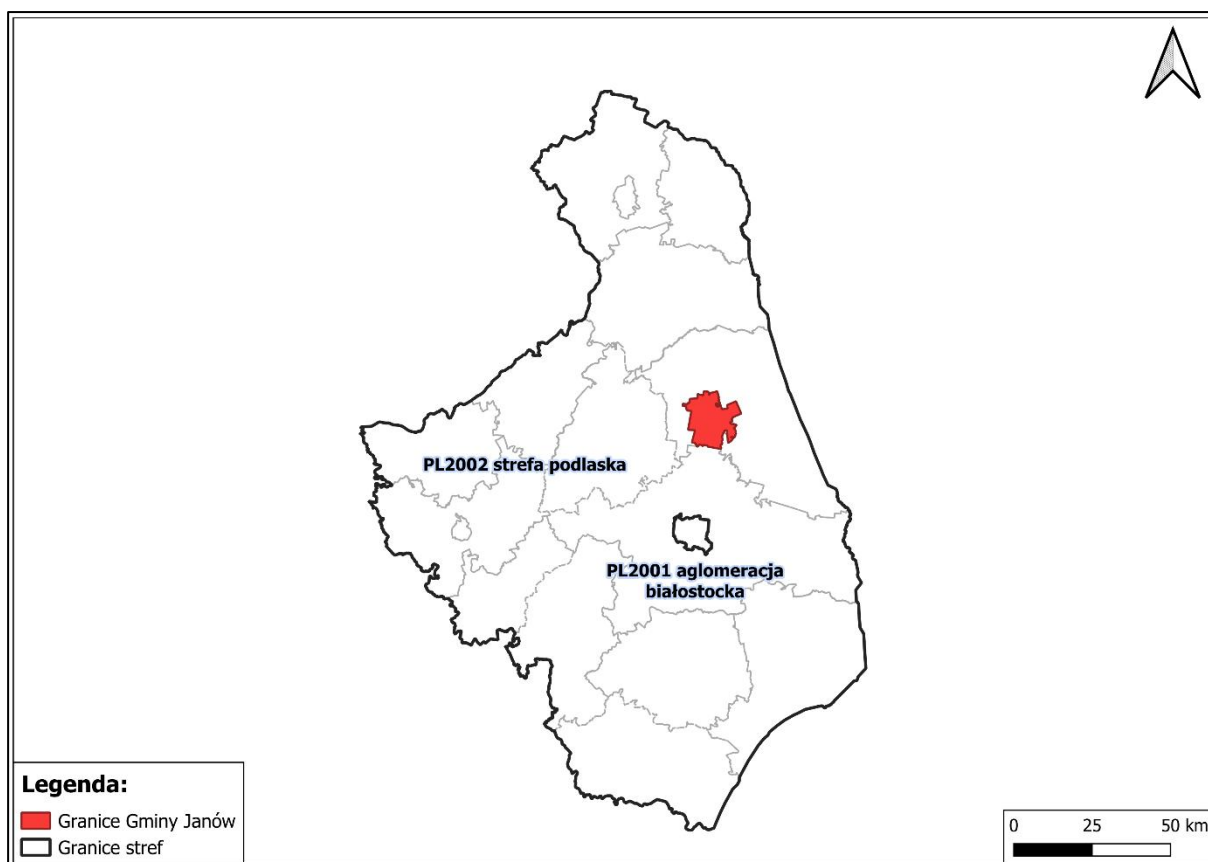 PL2002 strefa podlaska
PL2001 aglomeracja
białostocka
Legenda:
Granice Gminy Janów
Granice stref
0 25 50 km